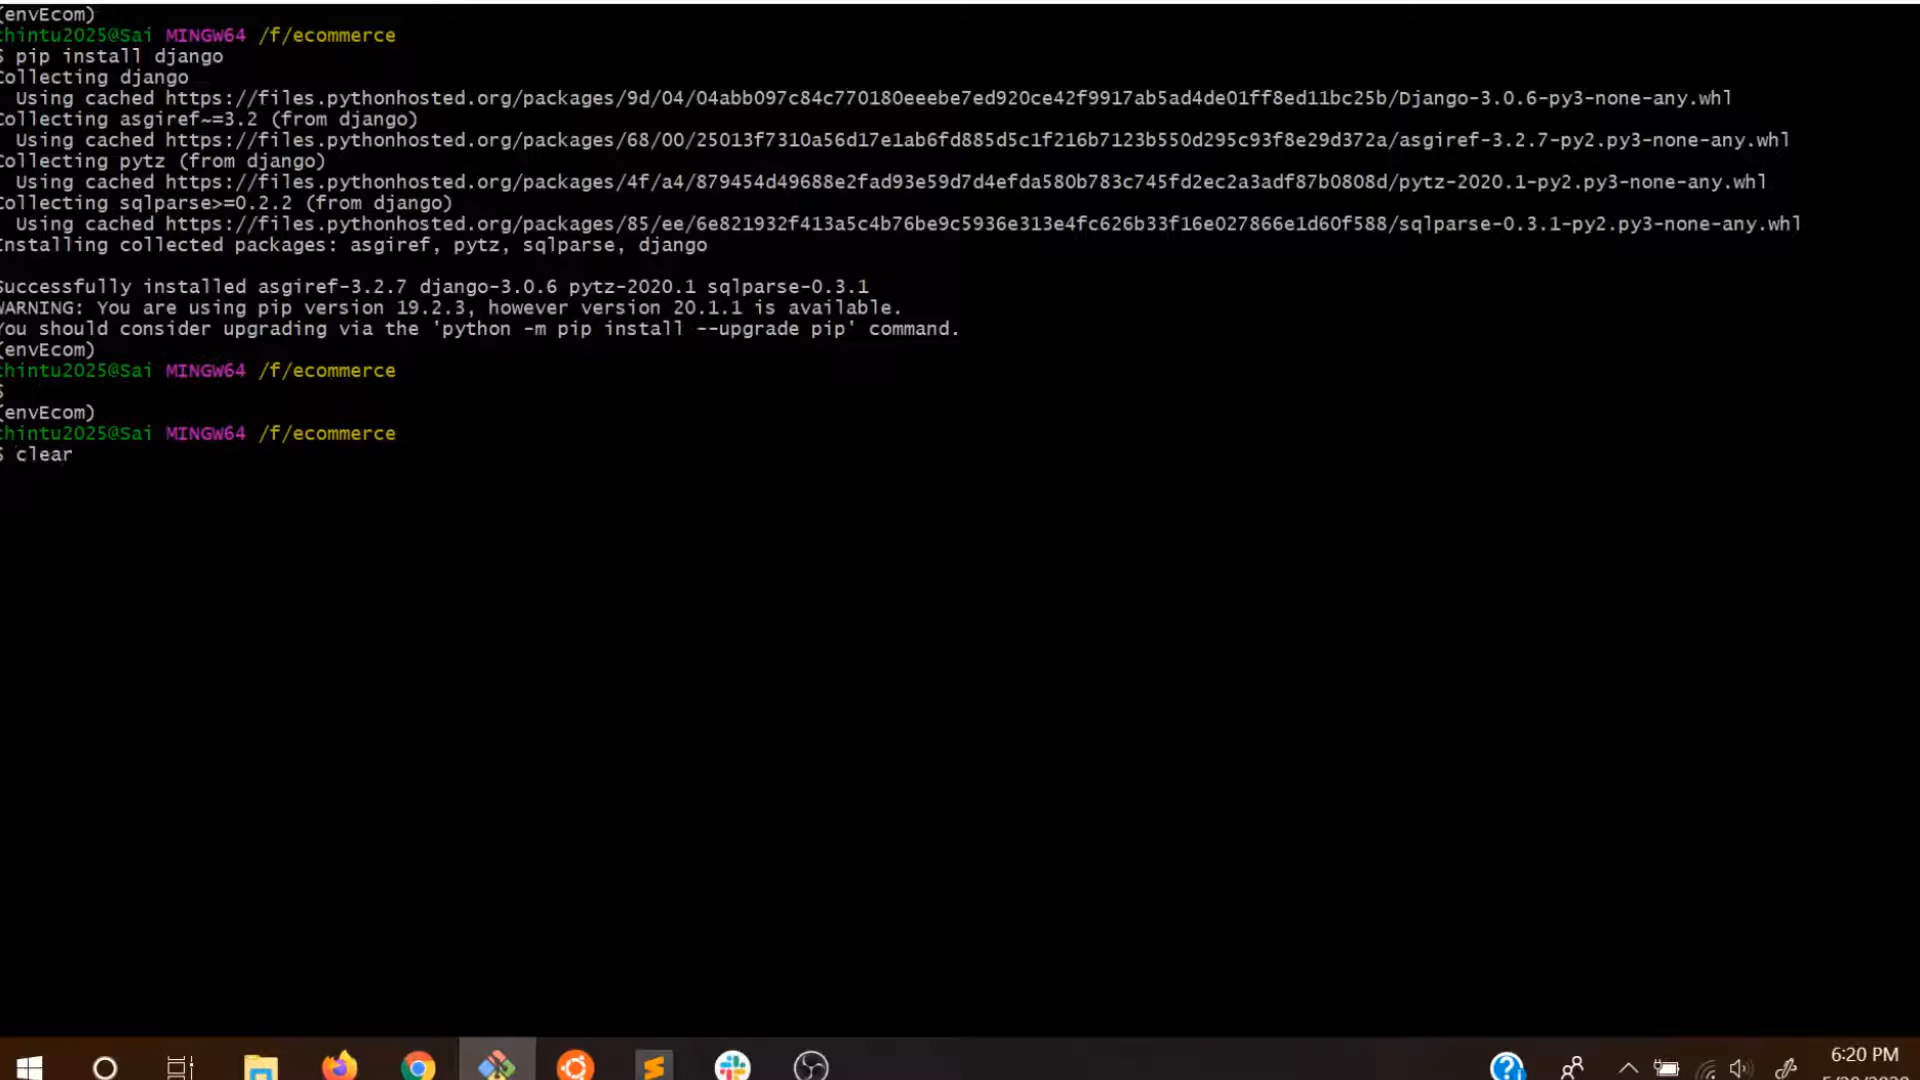 (envEcom)
chintu2025@Sai MINGW64 /f/ecommerce
$ pip install django
Collecting django
Using cached https://files.pythonhosted.org/packages/9d/04/04abb097c84c770180eeebe7ed920ce42f9917ab5ad4de01ff8ed11bc25b/Django-3.0.6-py3-none-any.whl
Collecting asgiref~=3.2 (from django)
Using cached https://files.pythonhosted.org/packages/68/00/25013f7310a56d17e1ab6fd885d5c1f216b7123b550d295c93f8e29d372a/asgiref-3.2.7-py2.py3-none-any.whl
Collecting pytz (from django)
Using cached https://files.pythonhosted.org/packages/4f/a4/879454d49688e2fad93e59d7d4efda580b783c745fd2ec2a3adf87b0808d/pytz-2020.1-py2.py3-none-any.whl
Collecting sqlparse>=0.2.2 (from django)
Using cached https://files.pythonhosted.org/packages/85/ee/6e821932f413a5c4b76be9c5936e313e4fc626b33f16e027866e1d60f588/sqlparse-0.3.1-py2.py3-none-any.whl
Installing collected packages: asgiref, pytz, sqlparse, django
Successfully installed asgiref-3.2.7 django-3.0.6 pytz-2020.1 sqlparse-0.3.1
WARNING: You are using pip version 19.2.3, however version 20.1.1 is available.
You should consider upgrading via the 'python -m pip install --upgrade pip' command.
(envEcom)
chintu2025@Sai MINGW64 /f/ecommerce
$
(envEcom)
chintu2025@Sai MINGW64 /f/ecommerce
$ clear
6:20 PM